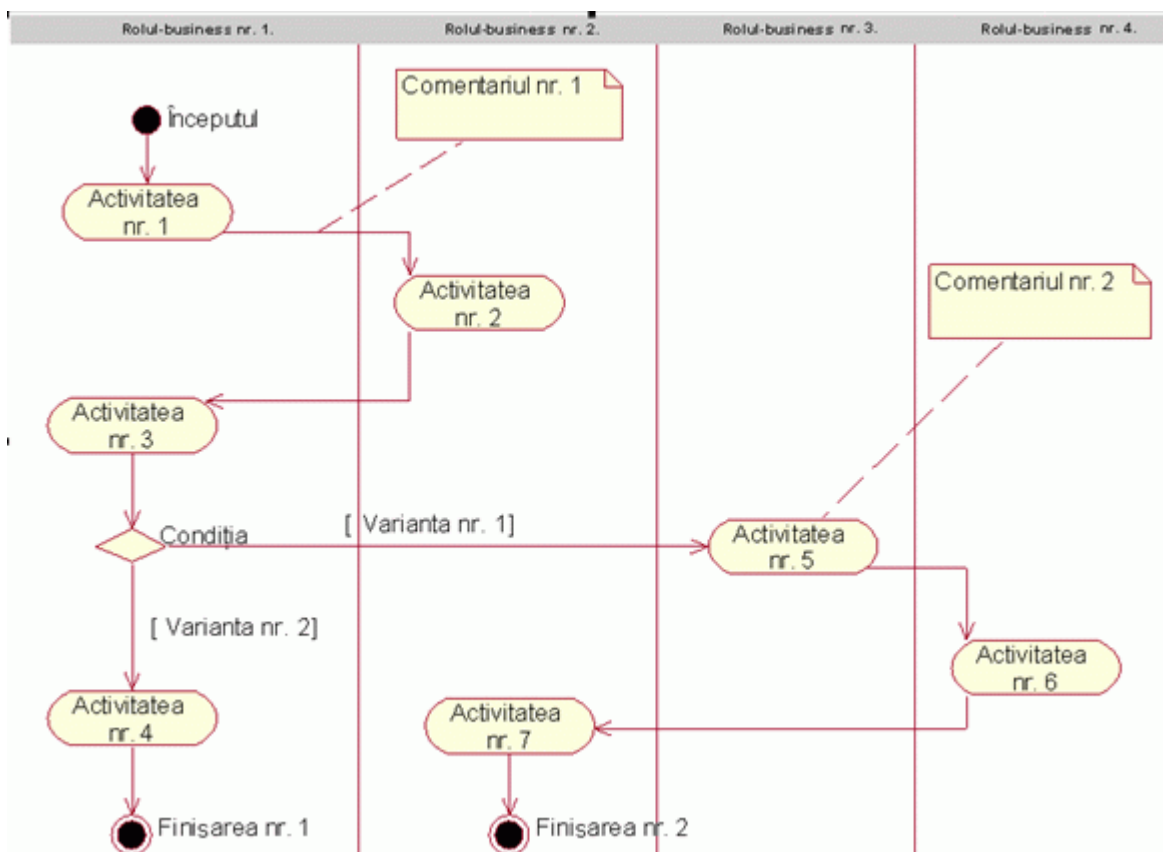 Rolul-business nr. 1.
Rolul-business nr. 2.
Rolul-business nr. 3.
Rolul-business nr. 4.
Comentariul nr. 1
Începutul
Activitatea
nr. 1
Activitatea
nr. 2
Comentariul nr. 2
Activitatea
nr. 3
Condiția
[ Varianta nr. 1]
Activitatea
nr. 5
[ Varianta nr. 2]
Activitatea
nr. 6
Activitatea
nr. 4
Activitatea
nr. 7
Finișarea nr. 1
Finișarea nr. 2